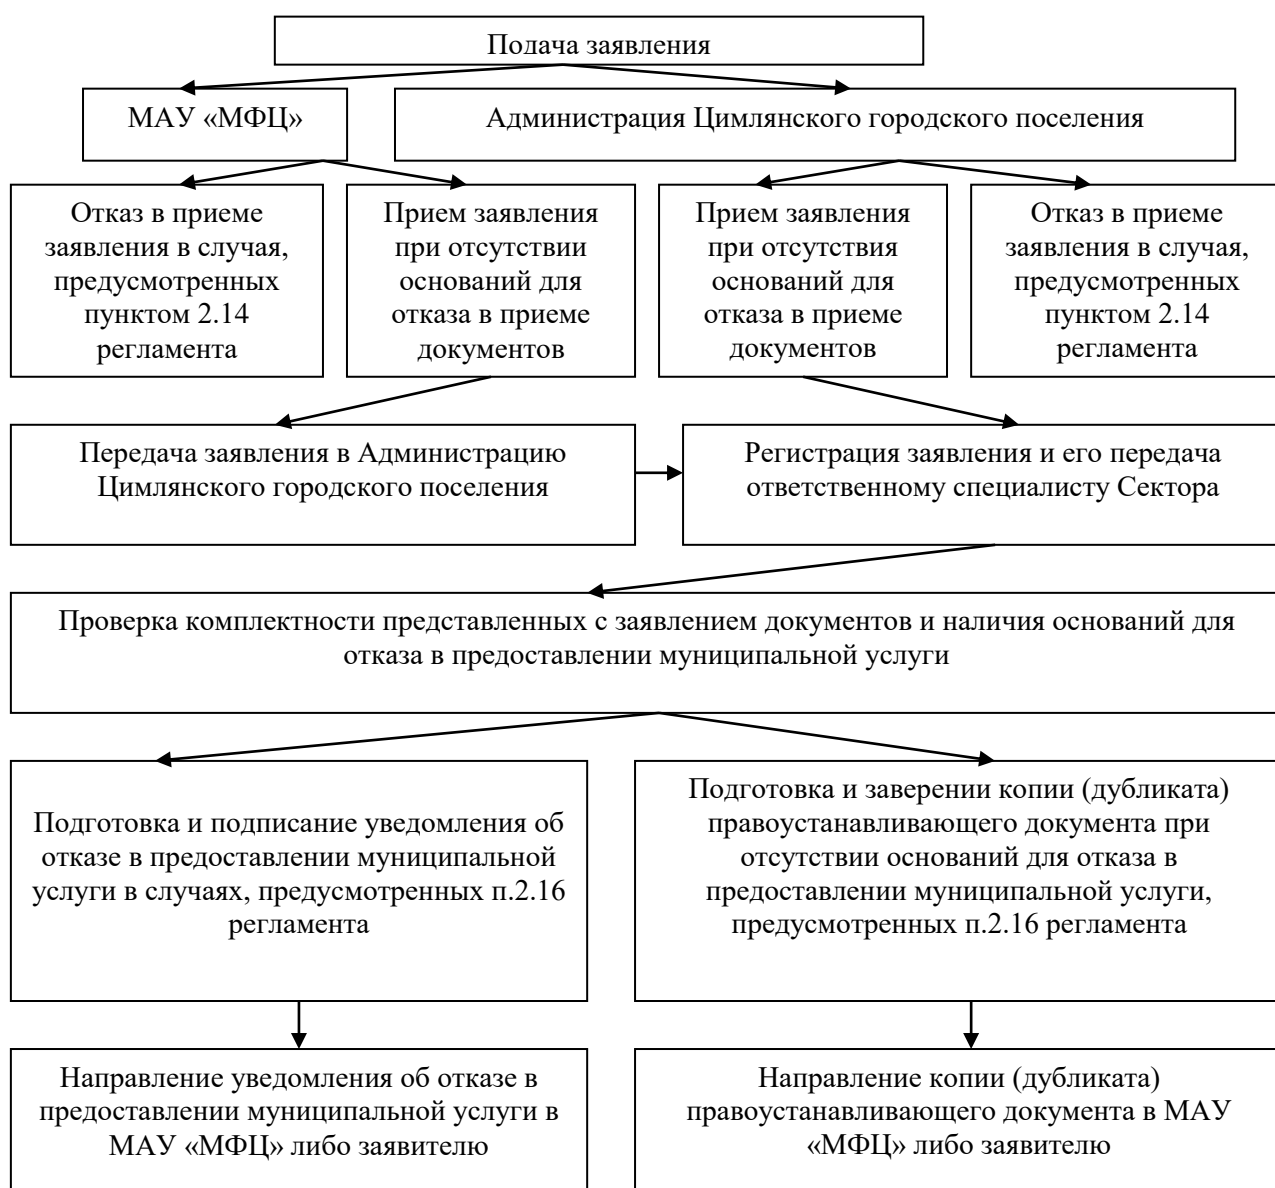 Подача заявления
МАУ «МФЦ»
Администрация Цимлянского городского поселения
Отказ в приеме
заявления в случая,
предусмотренных
пунктом 2.14
регламента
Прием заявления
при отсутствии
оснований для
отказа в приеме
документов
Прием заявления
при отсутствия
оснований для
отказа в приеме
документов
Отказ в приеме
заявления в случая,
предусмотренных
пунктом 2.14
регламента
Передача заявления в Администрацию
Цимлянского городского поселения
Регистрация заявления и его передача
ответственному специалисту Сектора
Проверка комплектности представленных с заявлением документов и наличия оснований для
отказа в предоставлении муниципальной услуги
Подготовка и подписание уведомления об
отказе в предоставлении муниципальной
услуги в случаях, предусмотренных п.2.16
регламента
Подготовка и заверении копии (дубликата)
правоустанавливающего документа при
отсутствии оснований для отказа в
предоставлении муниципальной услуги,
предусмотренных п.2.16 регламента
Направление уведомления об отказе в
предоставлении муниципальной услуги в
МАУ «МФЦ» либо заявителю
Направление копии (дубликата)
правоустанавливающего документа в МАУ
«МФЦ» либо заявителю